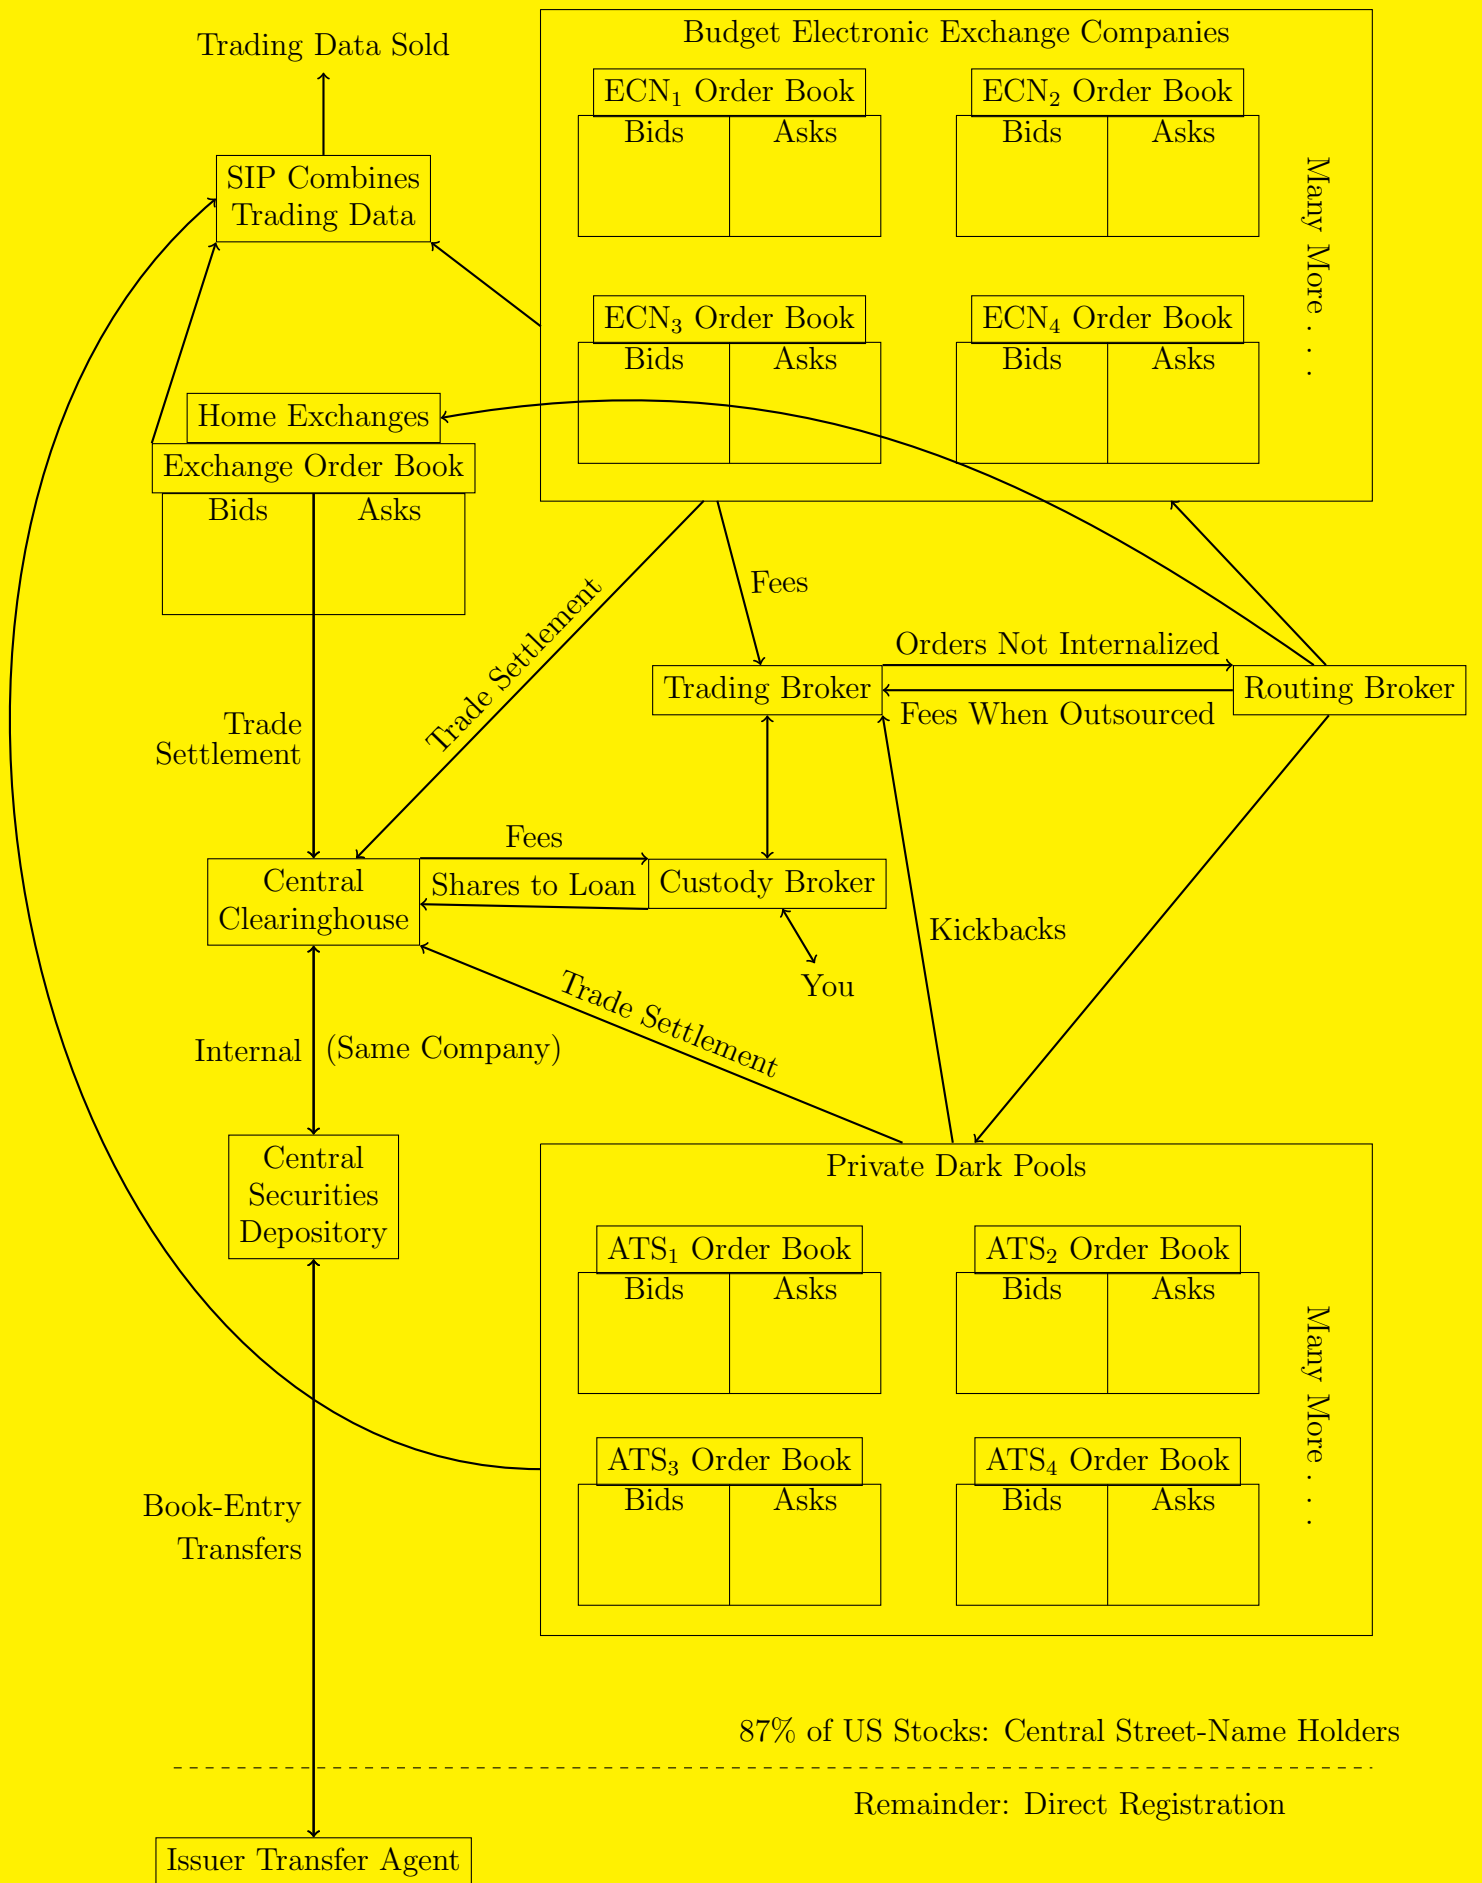 Trading Data Sold
Budget Electronic Exchange Companies
ECN₁ Order Book
Bids
Asks
ECN₂ Order Book
Bids
Asks
SIP Combines
Trading Data
Many More . . .
ECN₃ Order Book
Bids
Asks
ECN₄ Order Book
Bids
Asks
Home Exchanges
Exchange Order Book
Bids
Asks
Fees
Trade Settlement
Orders Not Internalized
Trading Broker
Routing Broker
Fees When Outsourced
Trade
Settlement
Fees
Central
Clearinghouse
Shares to Loan
Custody Broker
Kickbacks
You
Trade Settlement
Internal
(Same Company)
Central
Securities
Depository
Private Dark Pools
ATS₁ Order Book
Bids
Asks
ATS₂ Order Book
Bids
Asks
Many More . . .
ATS₃ Order Book
Bids
Asks
ATS₄ Order Book
Bids
Asks
Book-Entry
Transfers
87% of US Stocks: Central Street-Name Holders
Remainder: Direct Registration
Issuer Transfer Agent